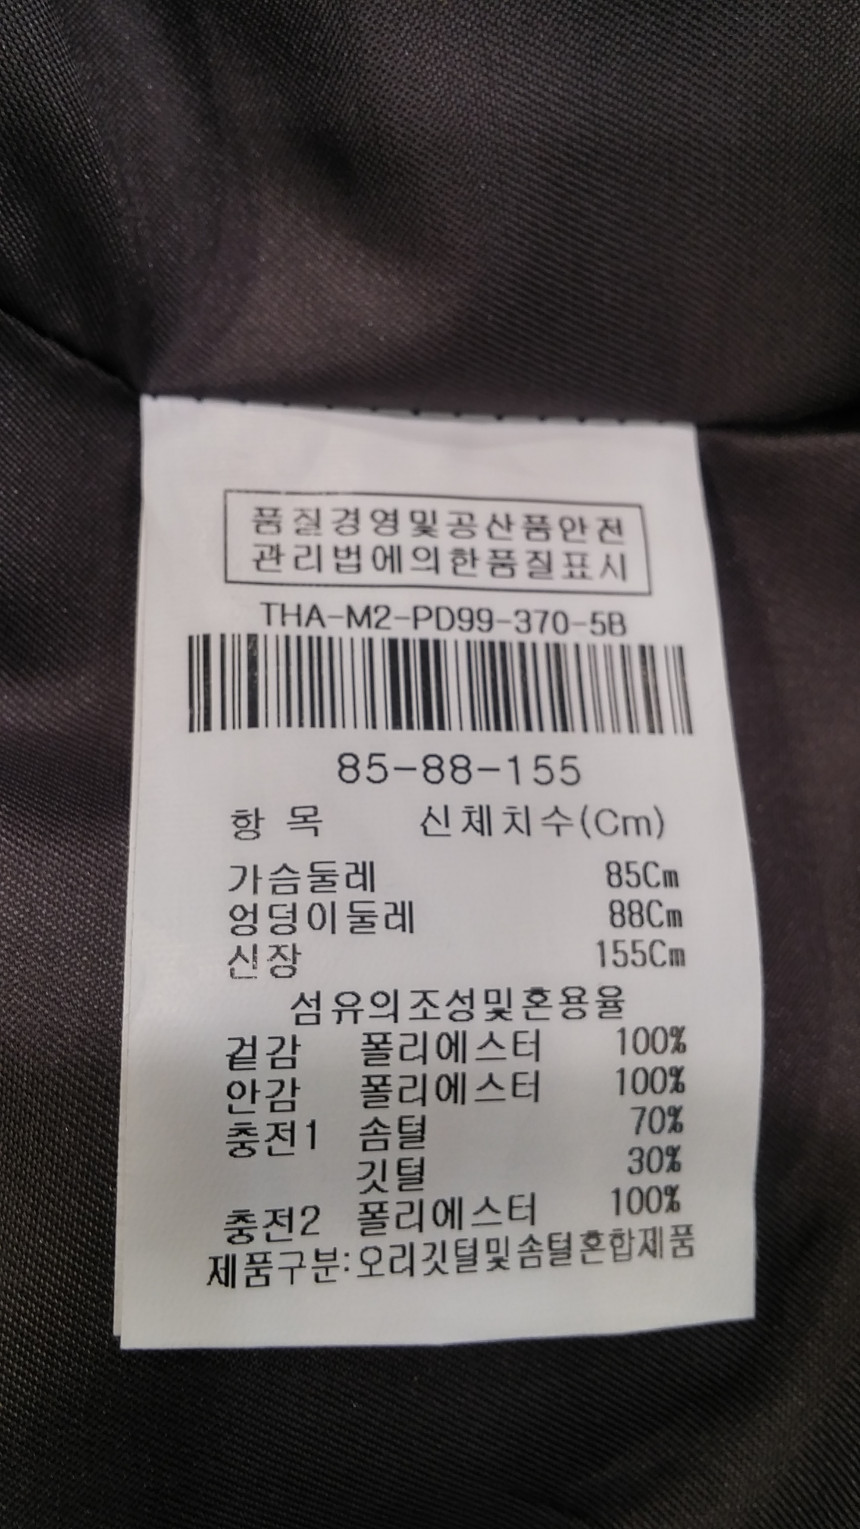 품질경영및공산품안전
관리법에의한품질표시
THA-M2-PD99-370-5B
85-88-155
항 목 신체치수(Cm)
가슴둘레 85Cm
엉덩이둘레 88Cm
신장 155Cm
섬유의조성및혼용율
겉감 폴리에스터 100%
안감 폴리에스터 100%
충전1 솜털 70%
깃털 30%
충전2 폴리에스터 100%
제품구분:오리깃털및솜털혼합제품